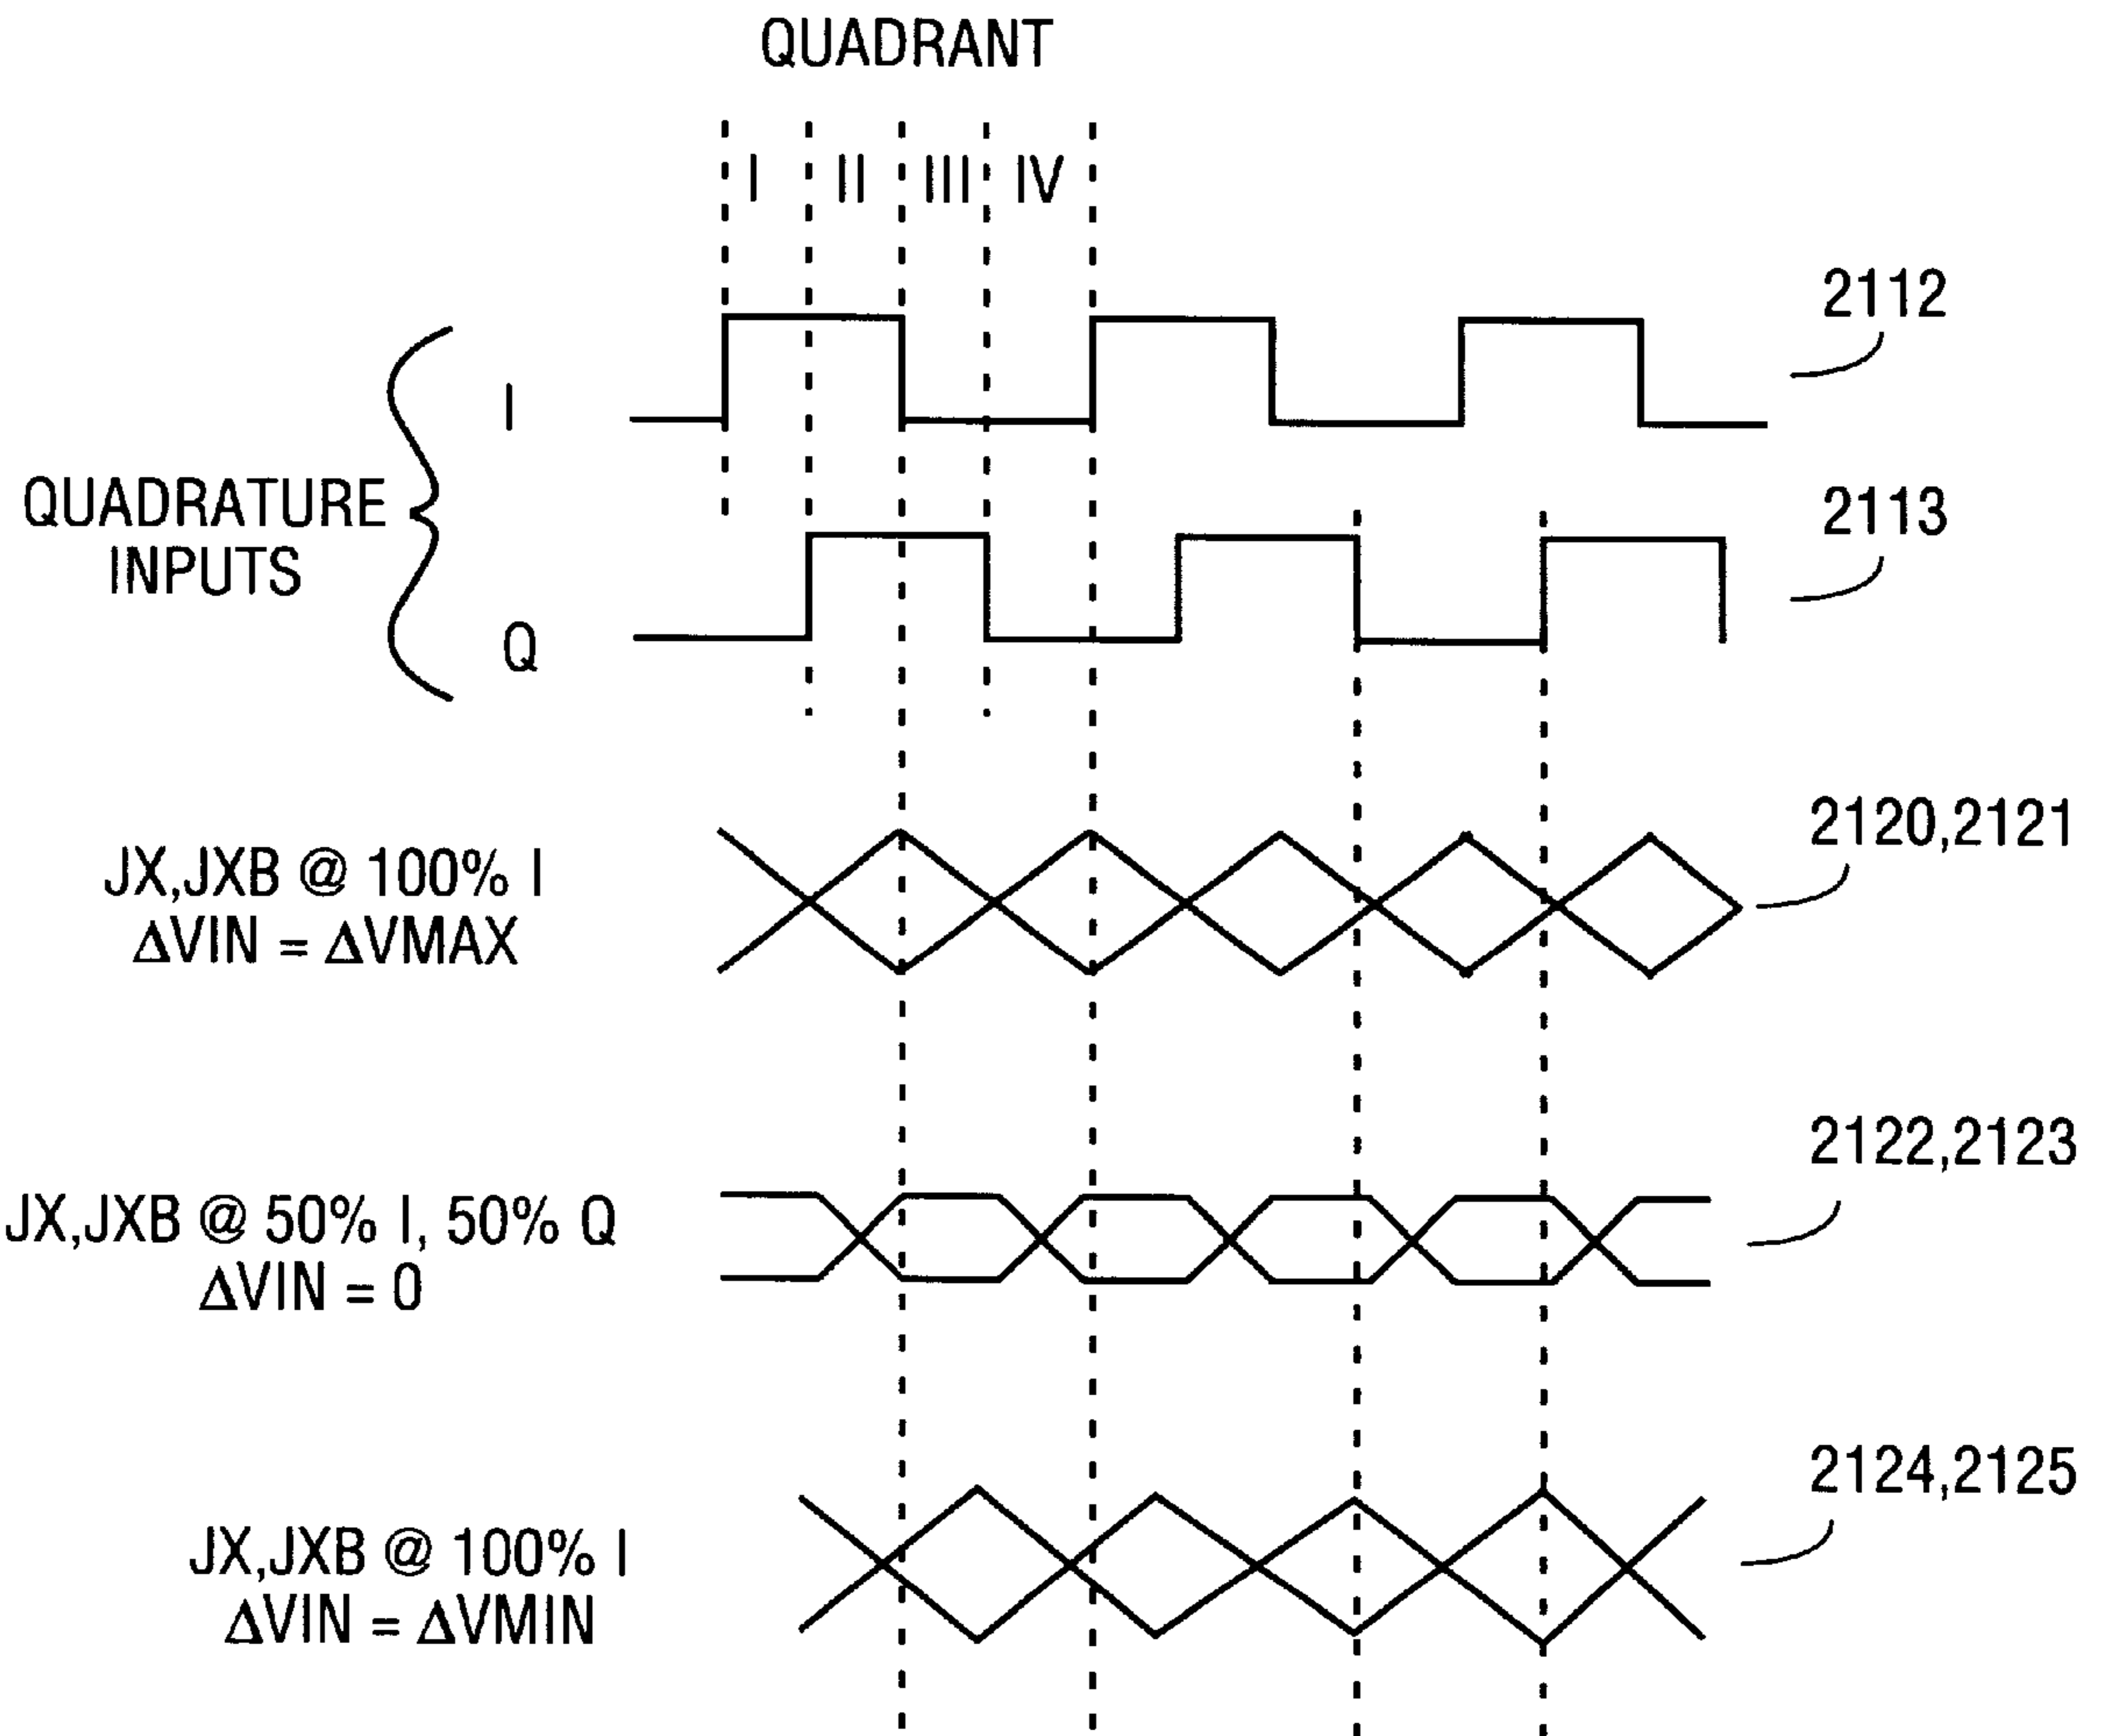 QUADRANT
I II III IV
2112
I
QUADRATURE
INPUTS
2113
Q
2120,2121
JX,JXB @ 100% I
ΔVIN = ΔVMAX
2122,2123
JX,JXB @ 50% I, 50% Q
ΔVIN = 0
2124,2125
JX,JXB @ 100% I
ΔVIN = ΔVMIN